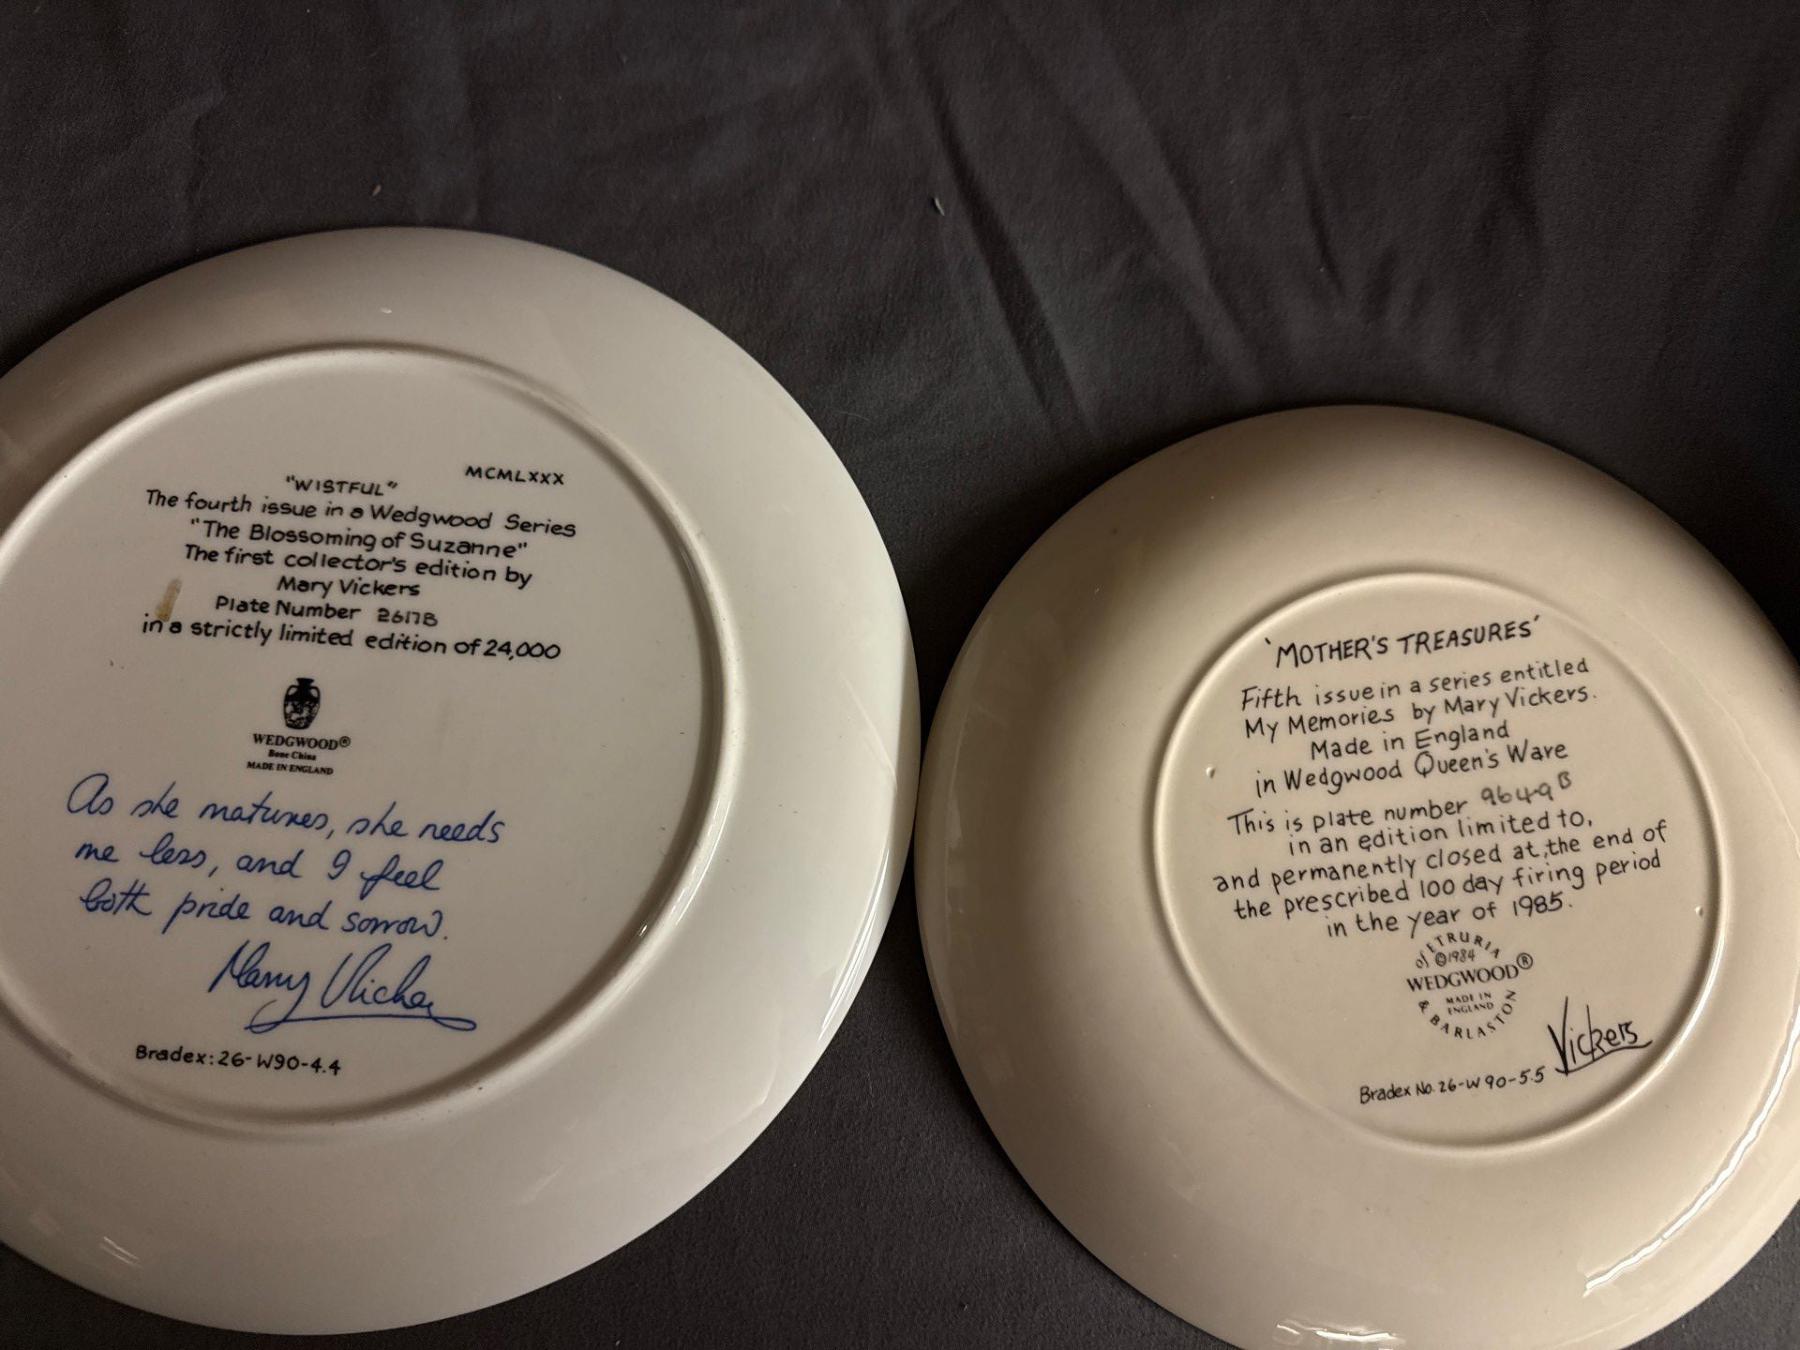 MCMLXXX
"WISTFUL"
The fourth issue in a Wedgwood Series
"The Blossoming of Suzanne"
The first collector's edition by
Mary Vickers
Plate Number 2617B
in a strictly limited edition of 24,000
WEDGWOOD®
Bone China
MADE IN ENGLAND
As she matures, she needs
me less, and I feel
both pride and sorrow.
Mary Vickers
Bradex: 26-W90-4.4
'MOTHER'S TREASURES'
Fifth issue in a series entitled
My Memories by Mary Vickers.
Made in England
in Wedgwood Queen's Ware
This is plate number 9649B
in an edition limited to,
and permanently closed at, the end of
the prescribed 100 day firing period
in the year of 1985.
of ETRURIA
©1984
WEDGWOOD®
MADE IN
ENGLAND
& BARLASTON
Vickers
Bradex No. 26-W90-5.5